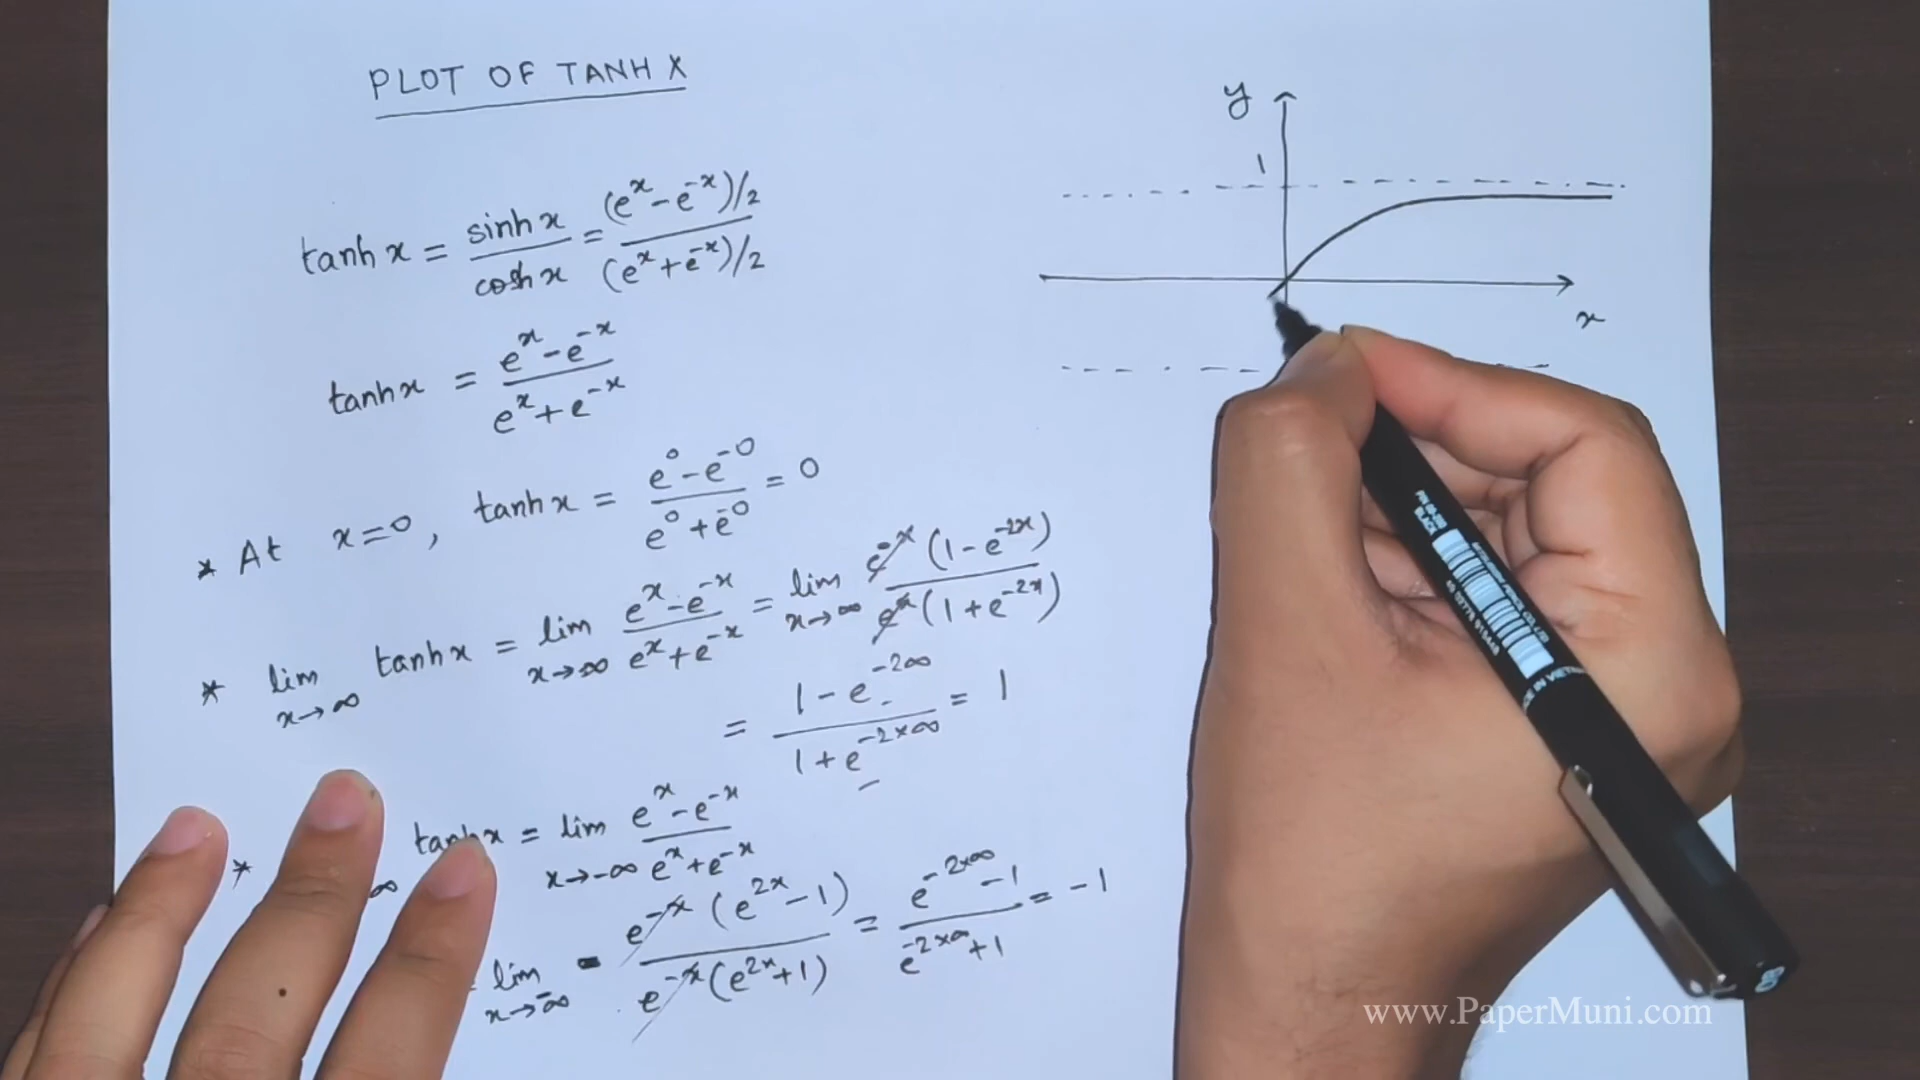 PLOT OF TANH X
tanh x = sinh x / cosh x = (e^x - e^-x)/2 / (e^x + e^-x)/2
tanh x = e^x - e^-x / e^x + e^-x
* At x=0, tanh x = e^0 - e^-0 / e^0 + e^-0 = 0
* lim x→∞ tanh x = lim x→∞ e^x - e^-x / e^x + e^-x = lim x→∞ e^x (1 - e^-2x) / e^x (1 + e^-2x)
= 1 - e^-2∞ / 1 + e^-2×∞ = 1
* ∞ tanh x = lim x→-∞ e^x - e^-x / e^x + e^-x
lim x→-∞ e^-x (e^2x - 1) / e^-x (e^2x + 1) = e^-2×∞ - 1 / e^-2×∞ + 1 = -1
y
1
x
www.PaperMuni.com